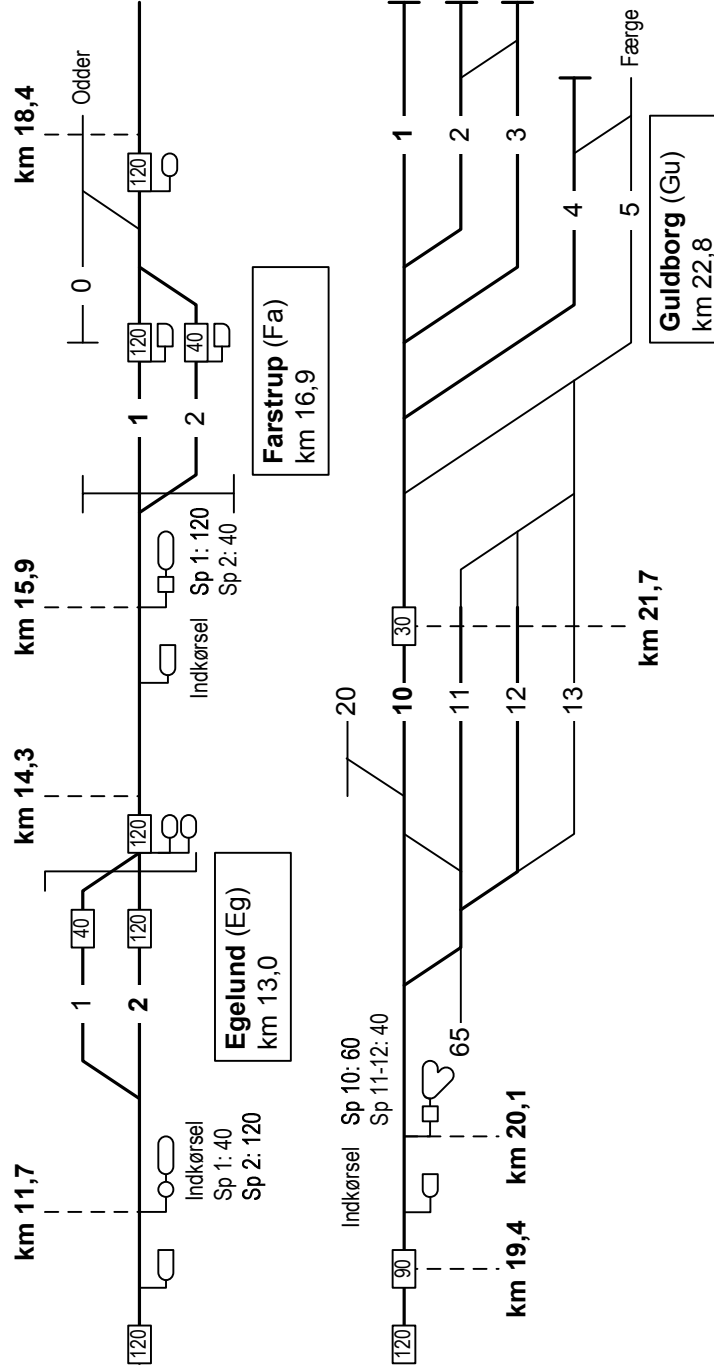 km 11,7
km 14,3
km 15,9
km 18,4
120
Indkørsel
Sp 1: 40
Sp 2: 120
1
2
40
120
120
Egelund (Eg)
km 13,0
Indkørsel
Sp 1: 120
Sp 2: 40
0
Odder
1
2
120
40
120
Farstrup (Fa)
km 16,9
120
90
km 19,4
Indkørsel
km 20,1
Sp 10: 60
Sp 11-12: 40
65
20
10
11
12
13
30
km 21,7
1
2
3
4
5
Færge
Guldborg (Gu)
km 22,8